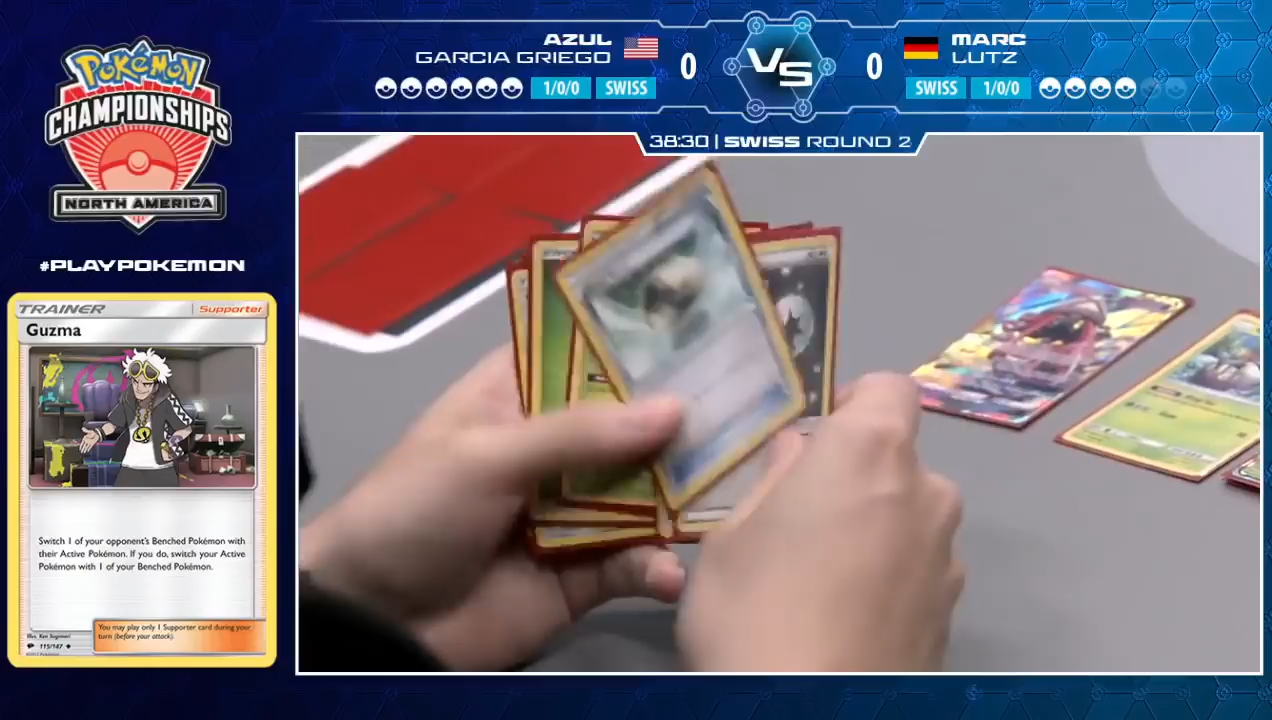 Pokémon
CHAMPIONSHIPS
NORTH AMERICA
#PLAYPOKEMON
AZUL
GARCIA GRIEGO
0
VS
0
MARC
LUTZ
1/0/0
SWISS
SWISS
1/0/0
38:30 | SWISS ROUND 2
TRAINER
Supporter
Guzma
Switch 1 of your opponent's Benched Pokémon with
their Active Pokémon. If you do, switch your Active
Pokémon with 1 of your Benched Pokémon.
You may play only 1 Supporter card during your
turn (before your attack).
Illus. Ken Sugimori
115/147